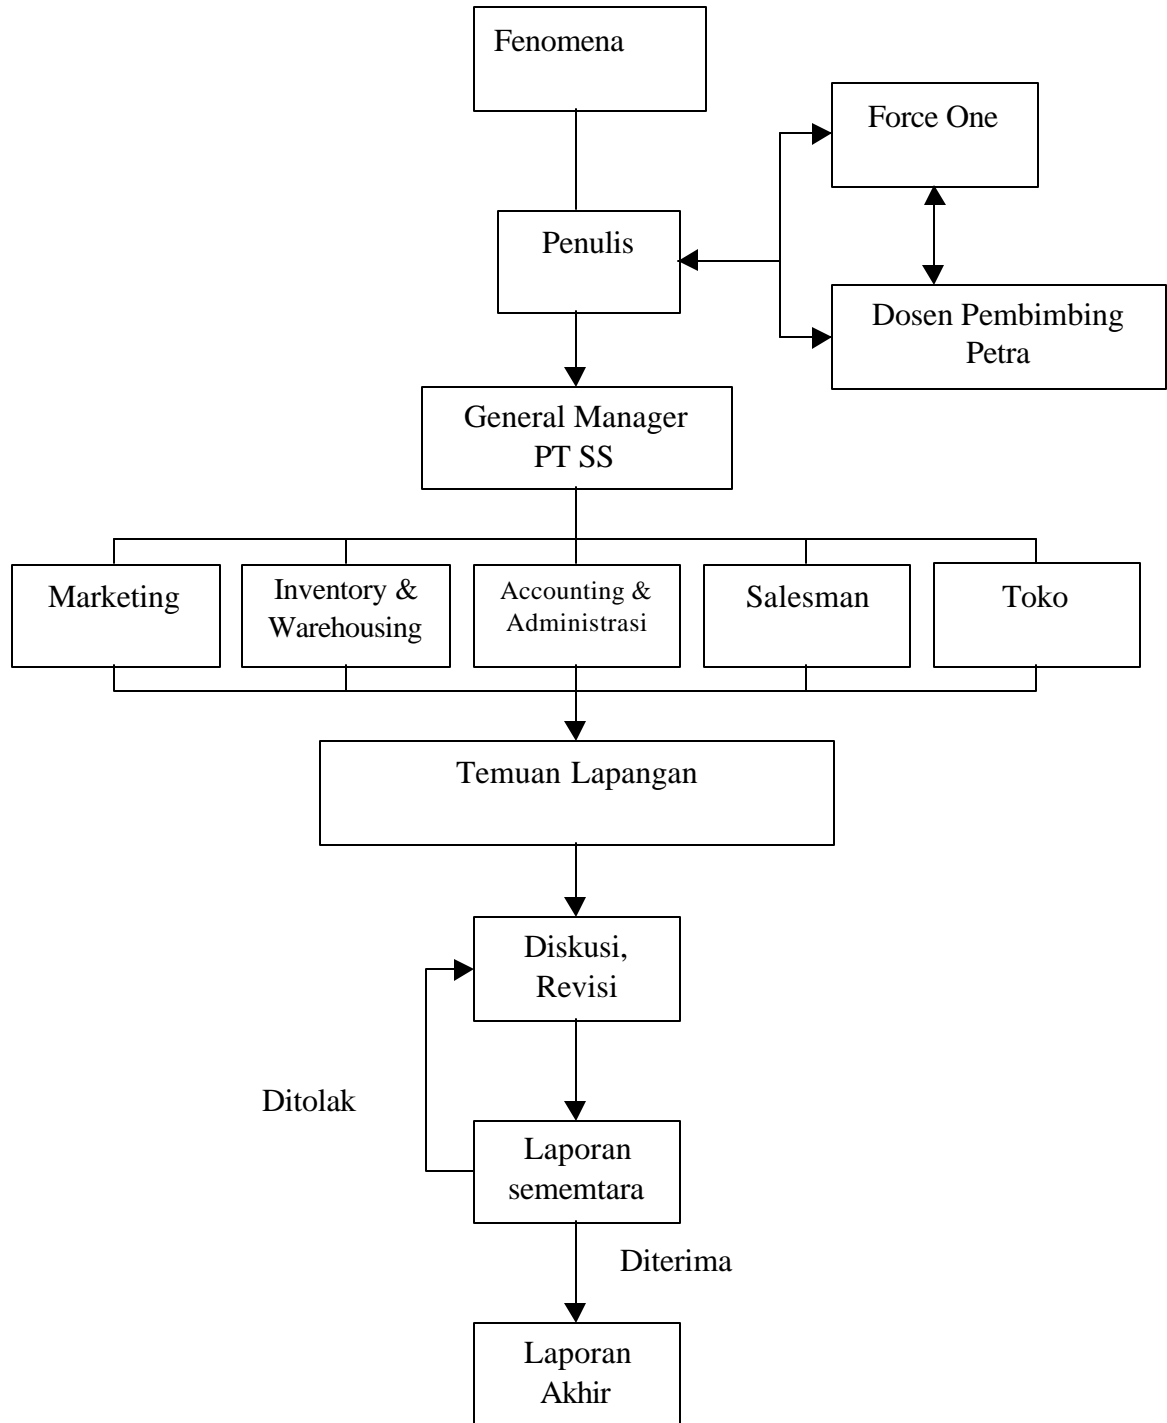 Fenomena
Force One
Penulis
Dosen Pembimbing
Petra
General Manager
PT SS
Marketing
Inventory &
Warehousing
Accounting &
Administrasi
Salesman
Toko
Temuan Lapangan
Diskusi,
Revisi
Ditolak
Laporan
sememtara
Diterima
Laporan
Akhir